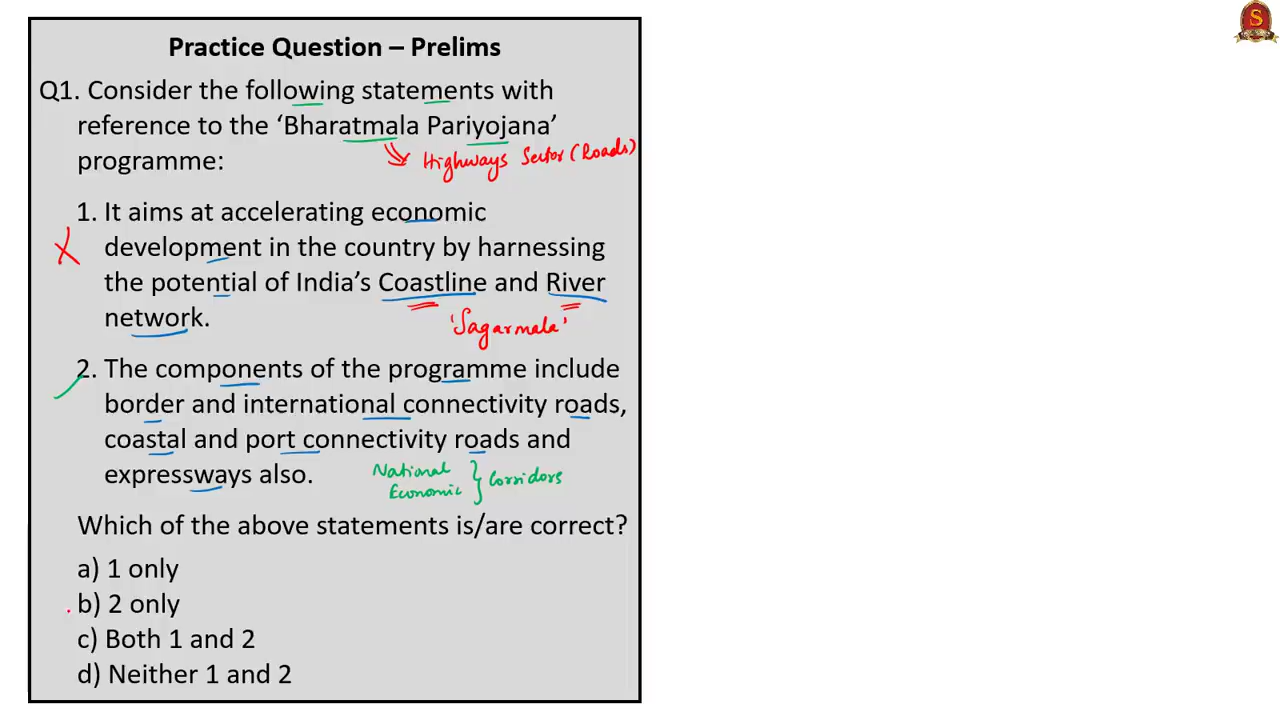 Practice Question – Prelims
Q1. Consider the following statements with
reference to the ‘Bharatmala Pariyojana’
programme:
Highways Sector (Roads)
1. It aims at accelerating economic
development in the country by harnessing
the potential of India’s Coastline and River
network.
'Sagarmala'
2. The components of the programme include
border and international connectivity roads,
coastal and port connectivity roads and
expressways also.
National
Economic } Corridors
Which of the above statements is/are correct?
a) 1 only
b) 2 only
c) Both 1 and 2
d) Neither 1 and 2
S